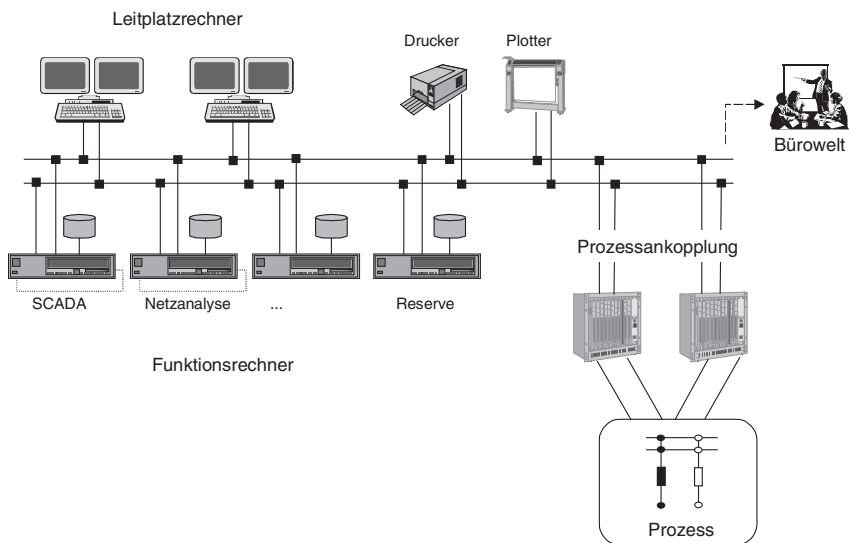 Leitplatzrechner
Drucker
Plotter
Bürowelt
Prozessankopplung
SCADA
Netzanalyse
...
Reserve
Funktionsrechner
Prozess